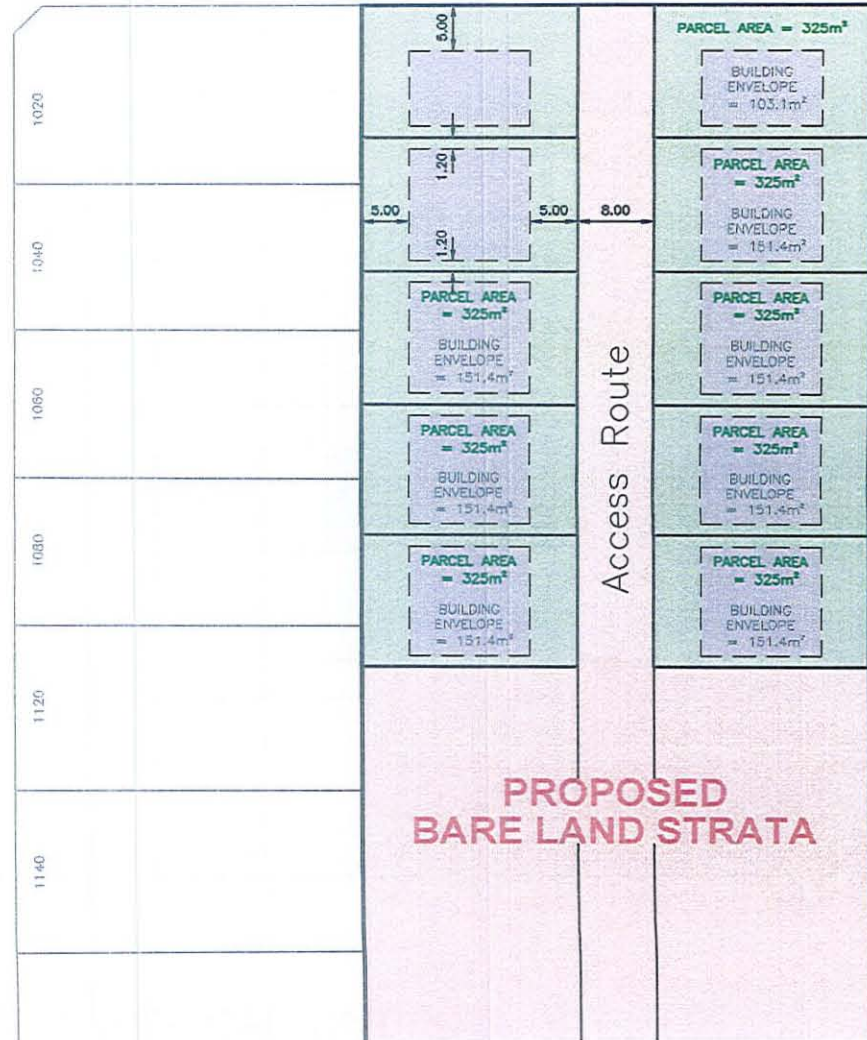 5.00
PARCEL AREA = 325m²
BUILDING
ENVELOPE
= 103.1m²
1020
1.20
PARCEL AREA
= 325m²
BUILDING
ENVELOPE
= 151.4m²
5.00
5.00
8.00
1.20
1040
PARCEL AREA
= 325m²
BUILDING
ENVELOPE
= 151.4m²
PARCEL AREA
= 325m²
BUILDING
ENVELOPE
= 151.4m²
1060
Access Route
PARCEL AREA
= 325m²
BUILDING
ENVELOPE
= 151.4m²
PARCEL AREA
= 325m²
BUILDING
ENVELOPE
= 151.4m²
1080
PARCEL AREA
= 325m²
BUILDING
ENVELOPE
= 151.4m²
PARCEL AREA
= 325m²
BUILDING
ENVELOPE
= 151.4m²
1120
PROPOSED
BARE LAND STRATA
1140